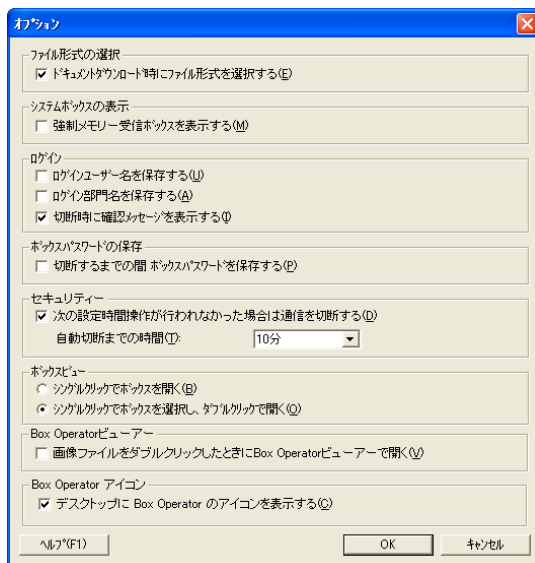 オプション
ファイル形式の選択
ドキュメントダウンロード時にファイル形式を選択する(E)
システムボックスの表示
強制メモリー受信ボックスを表示する(M)
ログイン
ログインユーザー名を保存する(U)
ログイン部門名を保存する(A)
切断時に確認メッセージを表示する(I)
ボックスパスワードの保存
切断するまでの間 ボックスパスワードを保存する(P)
セキュリティー
次の設定時間操作が行われなかった場合は通信を切断する(D)
自動切断までの時間(T): 10分
ボックスビュー
シングルクリックでボックスを開く(B)
シングルクリックでボックスを選択し、ダブルクリックで開く(O)
Box Operatorビューアー
画像ファイルをダブルクリックしたときにBox Operatorビューアーで開く(V)
Box Operator アイコン
デスクトップに Box Operator のアイコンを表示する(C)
ヘルプ(F1) OK キャンセル